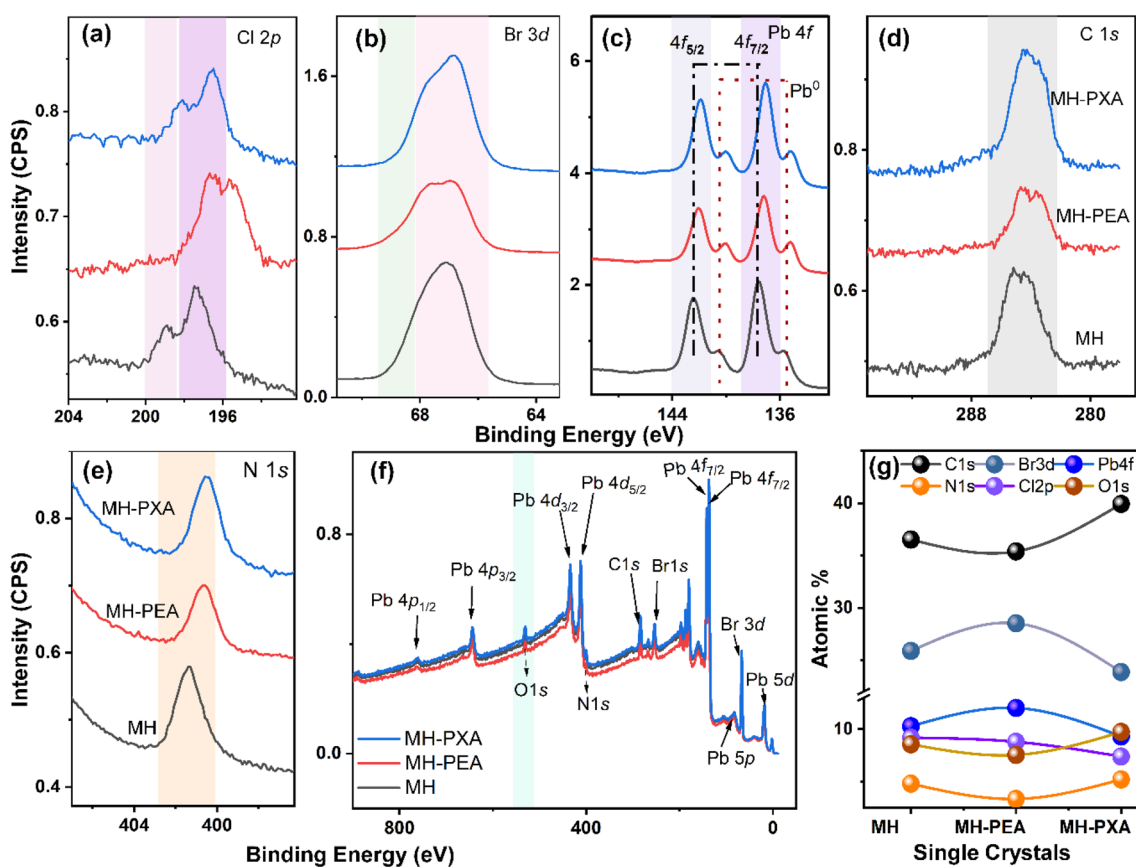 (a) Cl 2p
Intensity (CPS)
0.8
0.7
0.6
204 200 196
(b) Br 3d
1.6
0.8
0.0
68 64
(c) Pb 4f
4f5/2 4f7/2
Pb0
6
4
2
144 136
(d) C 1s
MH-PXA
MH-PEA
MH
0.8
0.6
288 280
Binding Energy (eV)
(e) N 1s
Intensity (CPS)
MH-PXA
MH-PEA
MH
0.8
0.6
0.4
404 400
(f)
Pb 4f7/2
Pb 4f7/2
Pb 4d5/2
Pb 4d3/2
Pb 4p3/2
Pb 4p1/2
C1s Br1s
Br 3d
Pb 5d
O1s N1s
Pb 5p
MH-PXA
MH-PEA
MH
0.8
0.0
800 400 0
Binding Energy (eV)
(g)
C1s Br3d Pb4f
N1s Cl2p O1s
Atomic %
40
30
10
MH MH-PEA MH-PXA
Single Crystals
Binding Energy (eV)